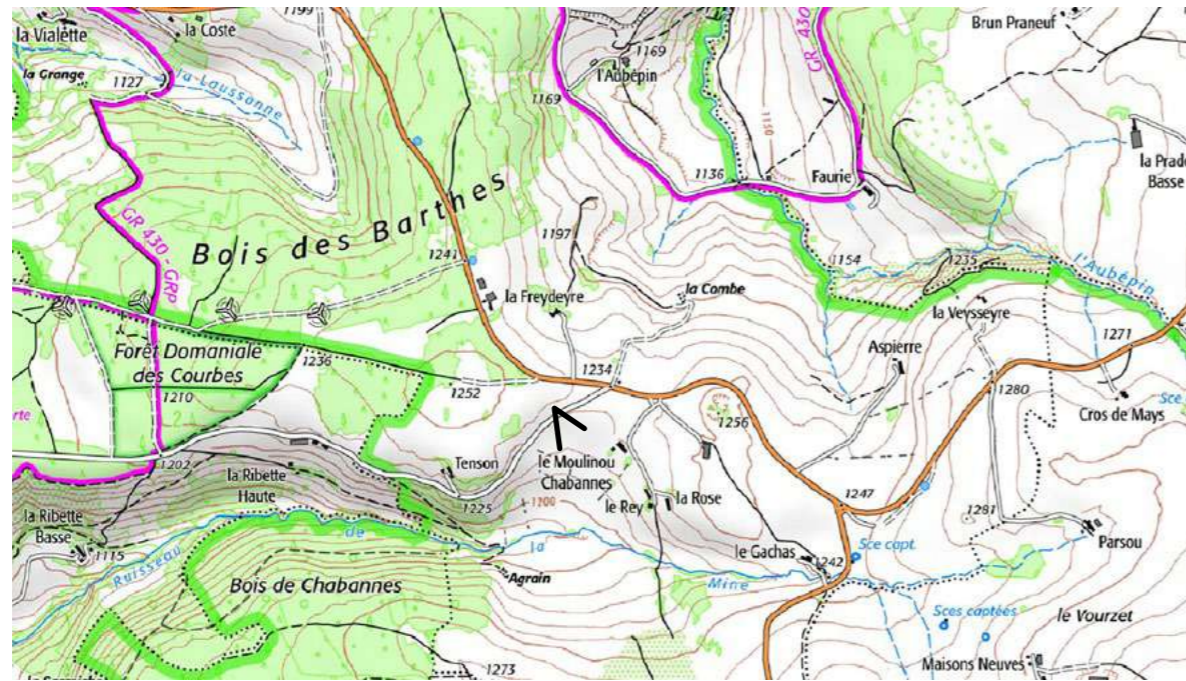 1199
la Vialette
la Coste
la Grange
1127
la Laussonne
1169
l'Aubépin
1169
GR 430
1150
Brun Praneuf
la Prade
Basse
1136
Faurie
GR 430 - GRP
Bois des Barthes
1241
1197
1154
1235
l'Aubépin
la Freydeyre
la Combe
la Veysseyre
Forêt Domaniale
des Courbes
1236
1234
Aspierre
1271
1210
1252
1280
Sce
Cros de Mays
arte
1256
1202
la Ribette
Haute
Tenson
le Moulinou
Chabannes
1225
1200
le Rey
la Rose
1247
1281
la Ribette
Basse
1115
Parsou
Ruisseau de la Mine
le Gachas
Sce capt.
1242
Agrain
Bois de Chabannes
Sces captées
le Vourzet
1273
Maisons Neuves